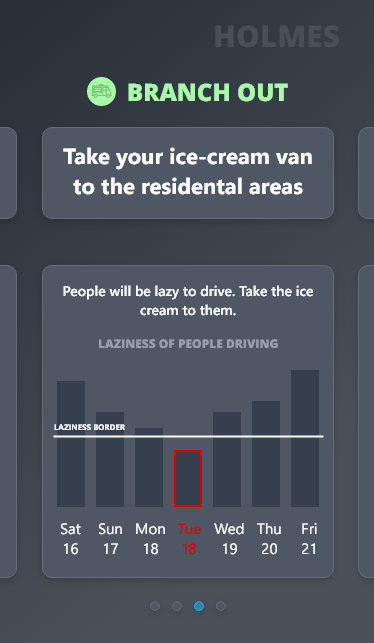 HOLMES
BRANCH OUT
Take your ice-cream van
to the residental areas
People will be lazy to drive. Take the ice
cream to them.
LAZINESS OF PEOPLE DRIVING
LAZINESS BORDER
Sat Sun Mon Tue Wed Thu Fri
16 17 18 18 19 20 21